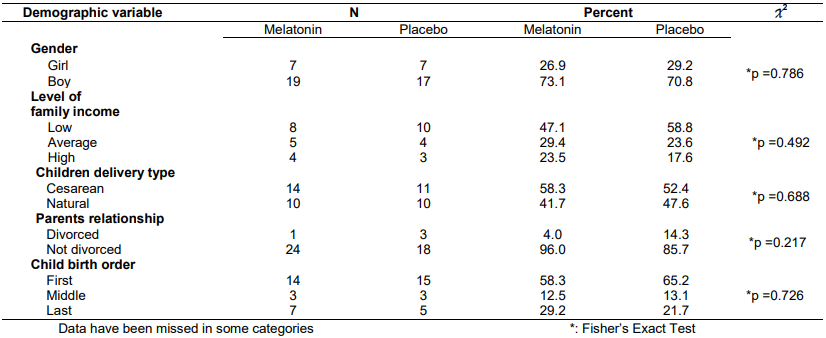 Demographic variable N Percent χ²
Melatonin Placebo Melatonin Placebo
Gender
Girl 7 7 26.9 29.2
Boy 19 17 73.1 70.8
*p =0.786
Level of
family income
Low 8 10 47.1 58.8
Average 5 4 29.4 23.6 *p =0.492
High 4 3 23.5 17.6
Children delivery type
Cesarean 14 11 58.3 52.4
Natural 10 10 41.7 47.6
*p =0.688
Parents relationship
Divorced 1 3 4.0 14.3
Not divorced 24 18 96.0 85.7
*p =0.217
Child birth order
First 14 15 58.3 65.2
Middle 3 3 12.5 13.1 *p =0.726
Last 7 5 29.2 21.7
Data have been missed in some categories *: Fisher's Exact Test